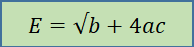 E = √b + 4ac